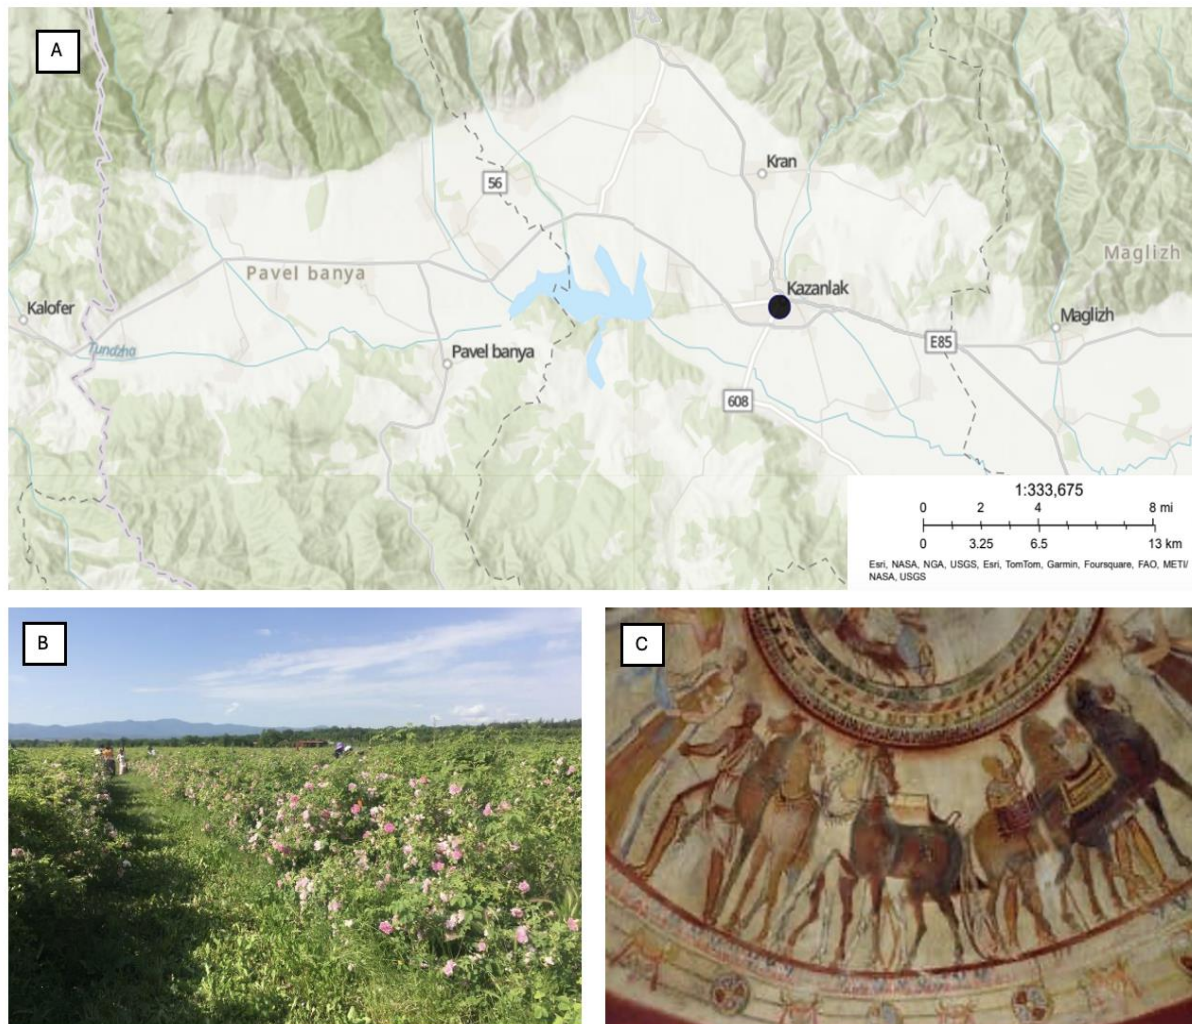 A
56
Kran
Pavel banya
Maglizh
Kalofer
Kazanlak
Maglizh
Tundzha
Pavel banya
E85
608
1:333,675
0 2 4 8 mi
0 3.25 6.5 13 km
Esri, NASA, NGA, USGS, Esri, TomTom, Garmin, Foursquare, FAO, METI/
NASA, USGS
B
C